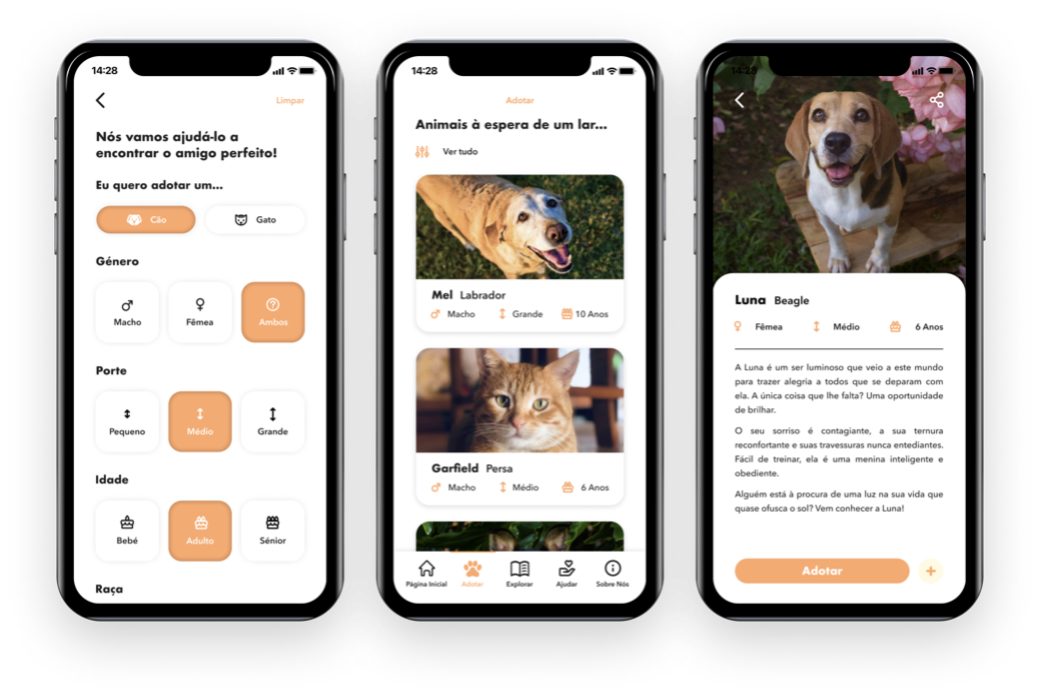 14:28
Limpar
Nós vamos ajudá-lo a
encontrar o amigo perfeito!
Eu quero adotar um...
Cão Gato
Género
Macho Fêmea Ambos
Porte
Pequeno Médio Grande
Idade
Bebé Adulto Sénior
Raça
14:28
Adotar
Animais à espera de um lar...
Ver tudo
Mel Labrador
Macho Grande 10 Anos
Garfield Persa
Macho Médio 6 Anos
Página Inicial Adotar Explorar Ajudar Sobre Nós
14:28
Luna Beagle
Fêmea Médio 6 Anos
A Luna é um ser luminoso que veio a este mundo
para trazer alegria a todos que se deparam com
ela. A única coisa que lhe falta? Uma oportunidade
de brilhar.
O seu sorriso é contagiante, a sua ternura
reconfortante e suas travessuras nunca entediantes.
Fácil de treinar, ela é uma menina inteligente e
obediente.
Alguém está à procura de uma luz na sua vida que
quase ofusca o sol? Vem conhecer a Luna!
Adotar +